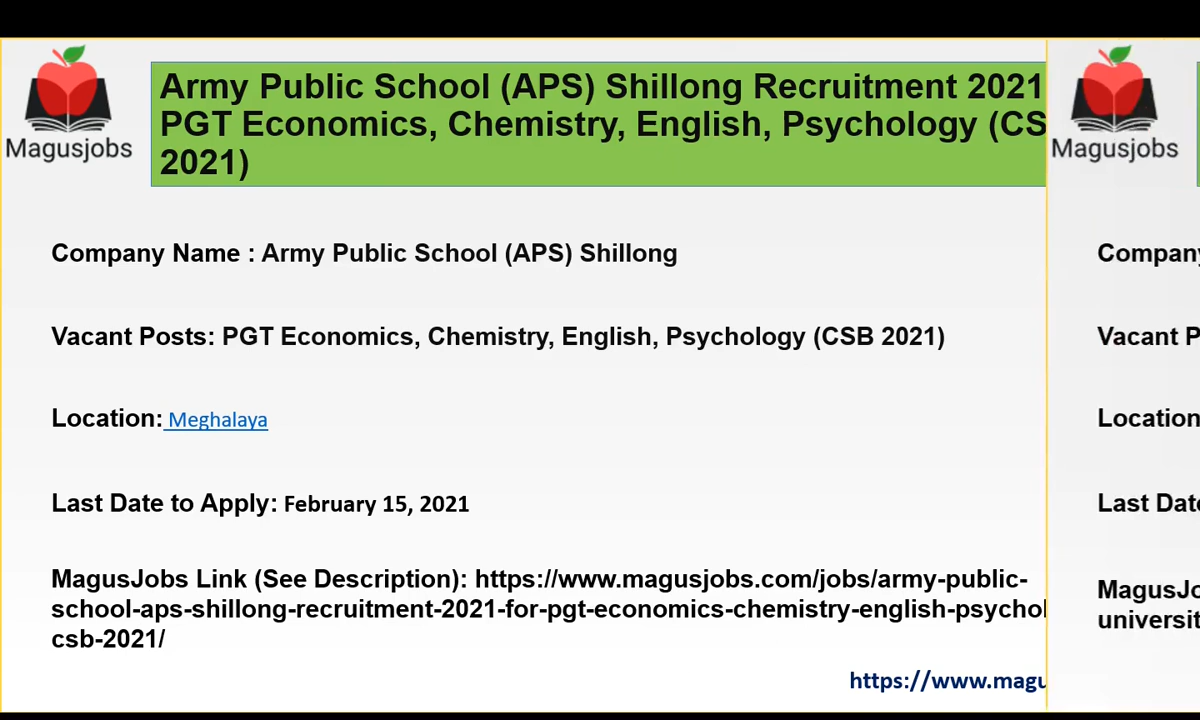 Magusjobs
Army Public School (APS) Shillong Recruitment 2021
PGT Economics, Chemistry, English, Psychology (CS
2021)
Company Name : Army Public School (APS) Shillong
Vacant Posts: PGT Economics, Chemistry, English, Psychology (CSB 2021)
Location: Meghalaya
Last Date to Apply: February 15, 2021
MagusJobs Link (See Description): https://www.magusjobs.com/jobs/army-public-
school-aps-shillong-recruitment-2021-for-pgt-economics-chemistry-english-psychol
csb-2021/
https://www.magu
Magusjobs
Company
Vacant P
Location
Last Date
MagusJo
universit